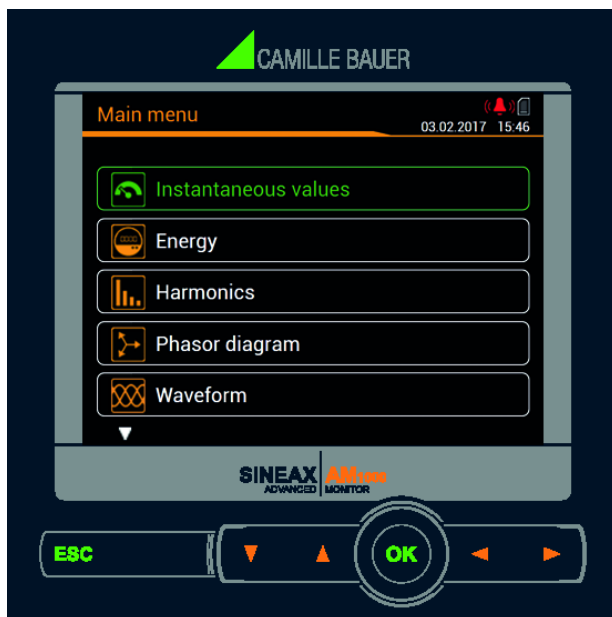 CAMILLE BAUER
Main menu
03.02.2017 15:46
Instantaneous values
Energy
Harmonics
Phasor diagram
Waveform
SINEAX AM1000
ADVANCED MONITOR
ESC
OK